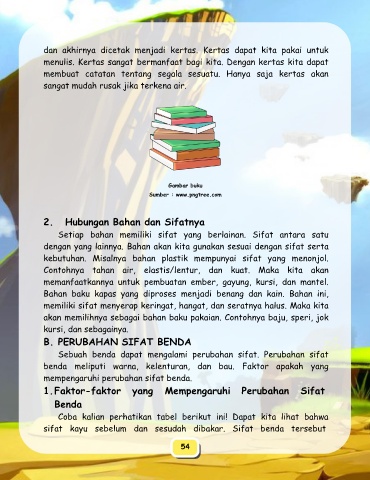 dan akhirnya dicetak menjadi kertas. Kertas dapat kita pakai untuk
menulis. Kertas sangat bermanfaat bagi kita. Dengan kertas kita dapat
membuat catatan tentang segala sesuatu. Hanya saja kertas akan
sangat mudah rusak jika terkena air.
Gambar buku
Sumber : www.pngtree.com
2. Hubungan Bahan dan Sifatnya
Setiap bahan memiliki sifat yang berlainan. Sifat antara satu
dengan yang lainnya. Bahan akan kita gunakan sesuai dengan sifat serta
kebutuhan. Misalnya bahan plastik mempunyai sifat yang menonjol.
Contohnya tahan air, elastis/lentur, dan kuat. Maka kita akan
memanfaatkannya untuk pembuatan ember, gayung, kursi, dan mantel.
Bahan baku kapas yang diproses menjadi benang dan kain. Bahan ini,
memiliki sifat menyerap keringat, hangat, dan seratnya halus. Maka kita
akan memilihnya sebagai bahan baku pakaian. Contohnya baju, speri, jok
kursi, dan sebagainya.
B. PERUBAHAN SIFAT BENDA
Sebuah benda dapat mengalami perubahan sifat. Perubahan sifat
benda meliputi warna, kelenturan, dan bau. Faktor apakah yang
mempengaruhi perubahan sifat benda.
1. Faktor-faktor yang Mempengaruhi Perubahan Sifat
Benda
Coba kalian perhatikan tabel berikut ini! Dapat kita lihat bahwa
sifat kayu sebelum dan sesudah dibakar. Sifat benda tersebut
54